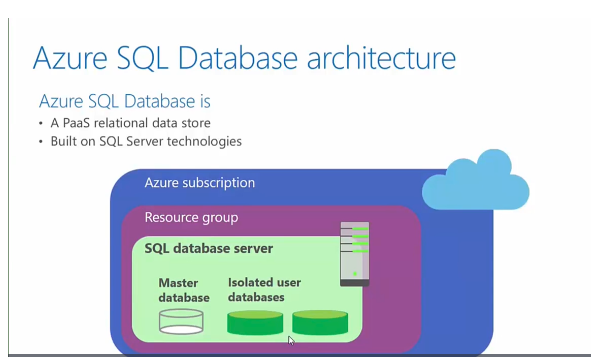 Azure SQL Database architecture
Azure SQL Database is
• A PaaS relational data store
• Built on SQL Server technologies
Azure subscription
Resource group
SQL database server
Master
database
Isolated user
databases